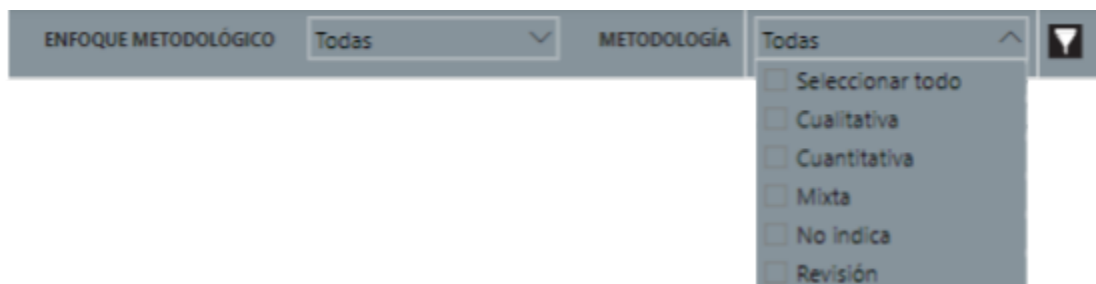 ENFOQUE METODOLÓGICO Todas METODOLOGÍA Todas
Seleccionar todo
Cualitativa
Cuantitativa
Mixta
No indica
Revisión